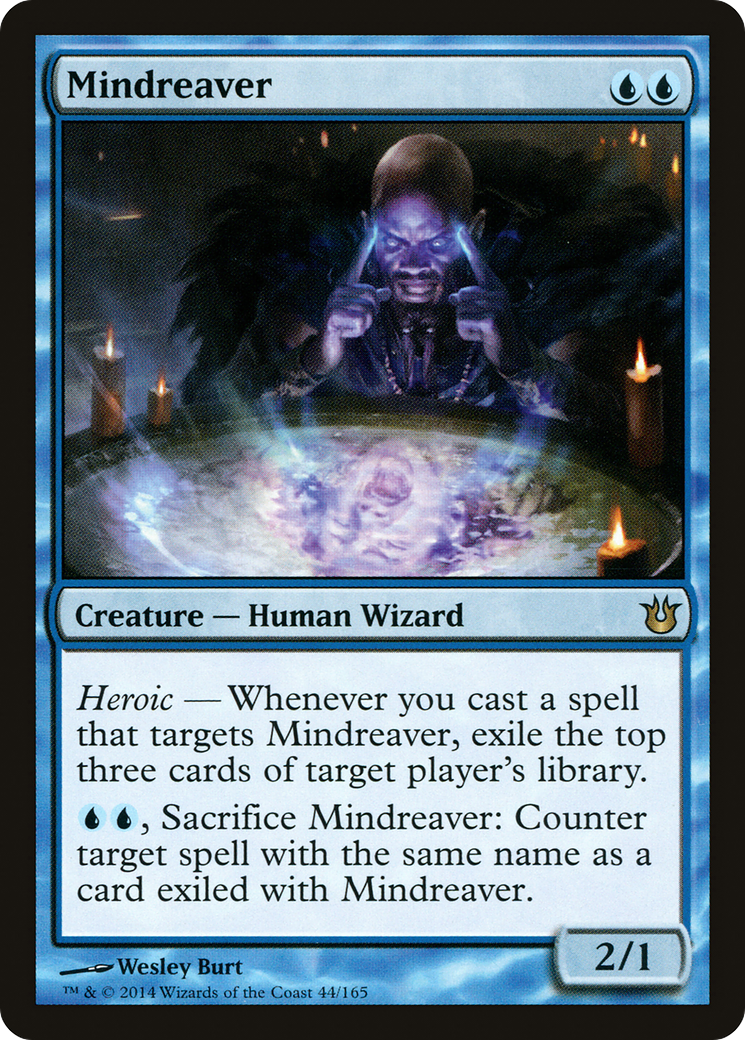 Mindreaver
Creature — Human Wizard
Heroic — Whenever you cast a spell
that targets Mindreaver, exile the top
three cards of target player's library.
, Sacrifice Mindreaver: Counter
target spell with the same name as a
card exiled with Mindreaver.
2/1
Wesley Burt
™ & © 2014 Wizards of the Coast 44/165